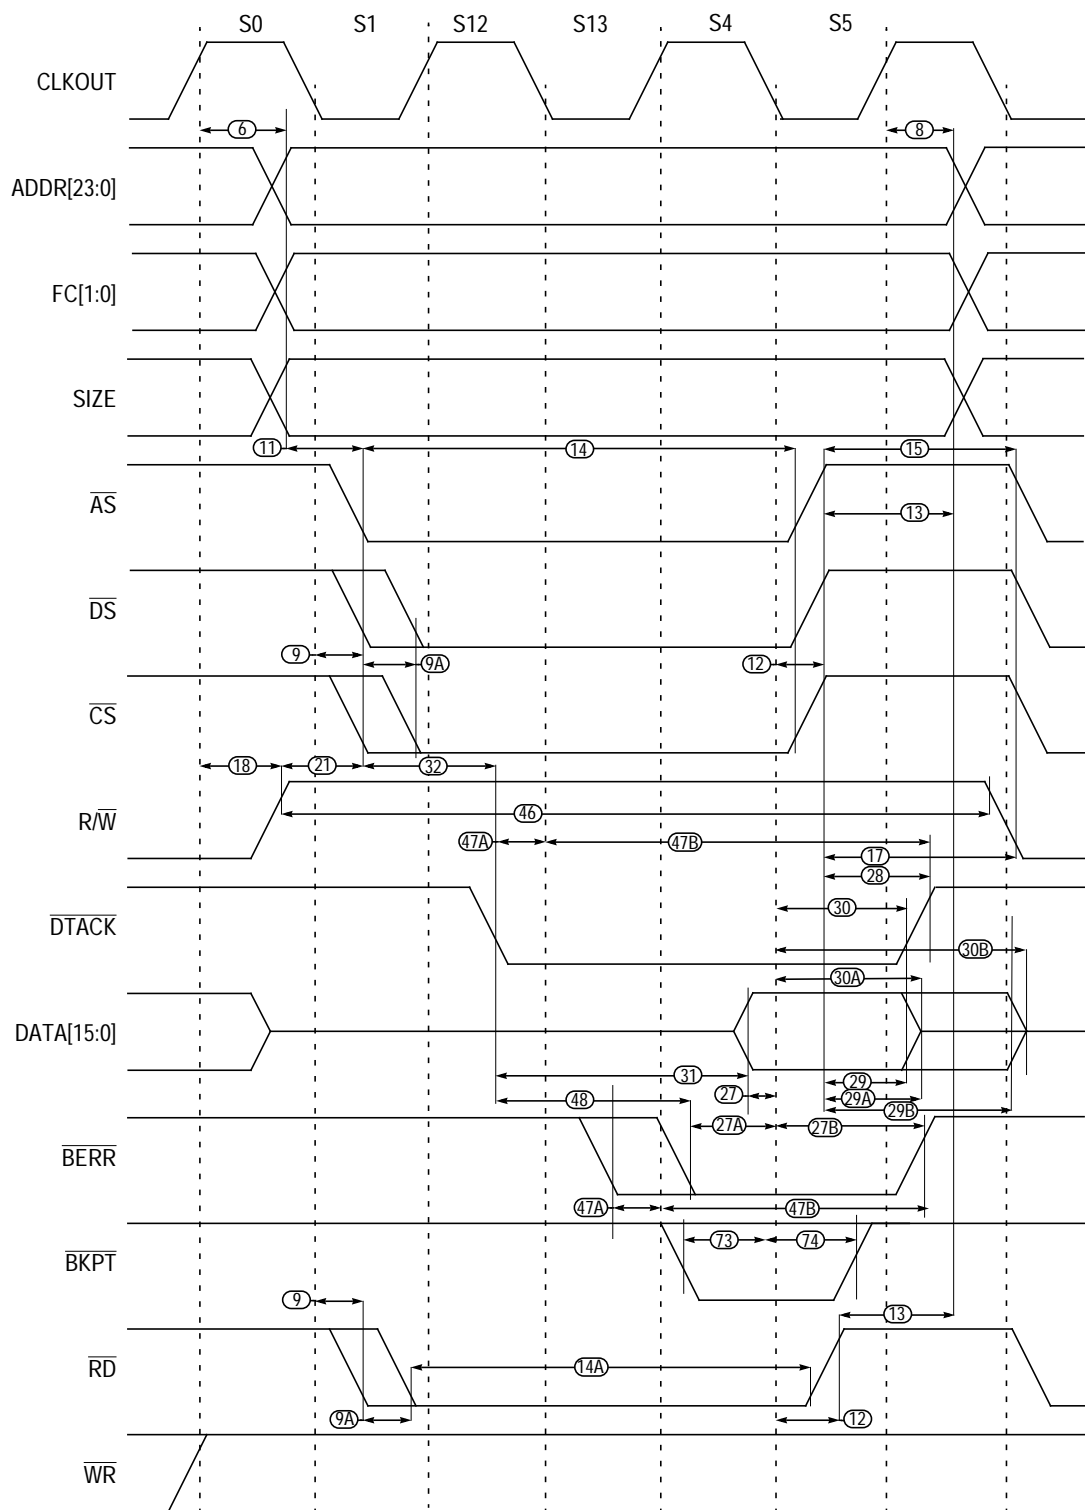 S0 S1 S12 S13 S4 S5
CLKOUT
6 8
ADDR[23:0]
FC[1:0]
SIZE
11 14 15
AS
13
DS
9 9A 12
CS
18 21 32
R/W
46
47A 47B
17
28
DTACK
30
30B
30A
DATA[15:0]
31 29
27 29A
48 29B
27A 27B
BERR
47A 47B
BKPT
73 74
9 13
RD
14A
9A 12
WR